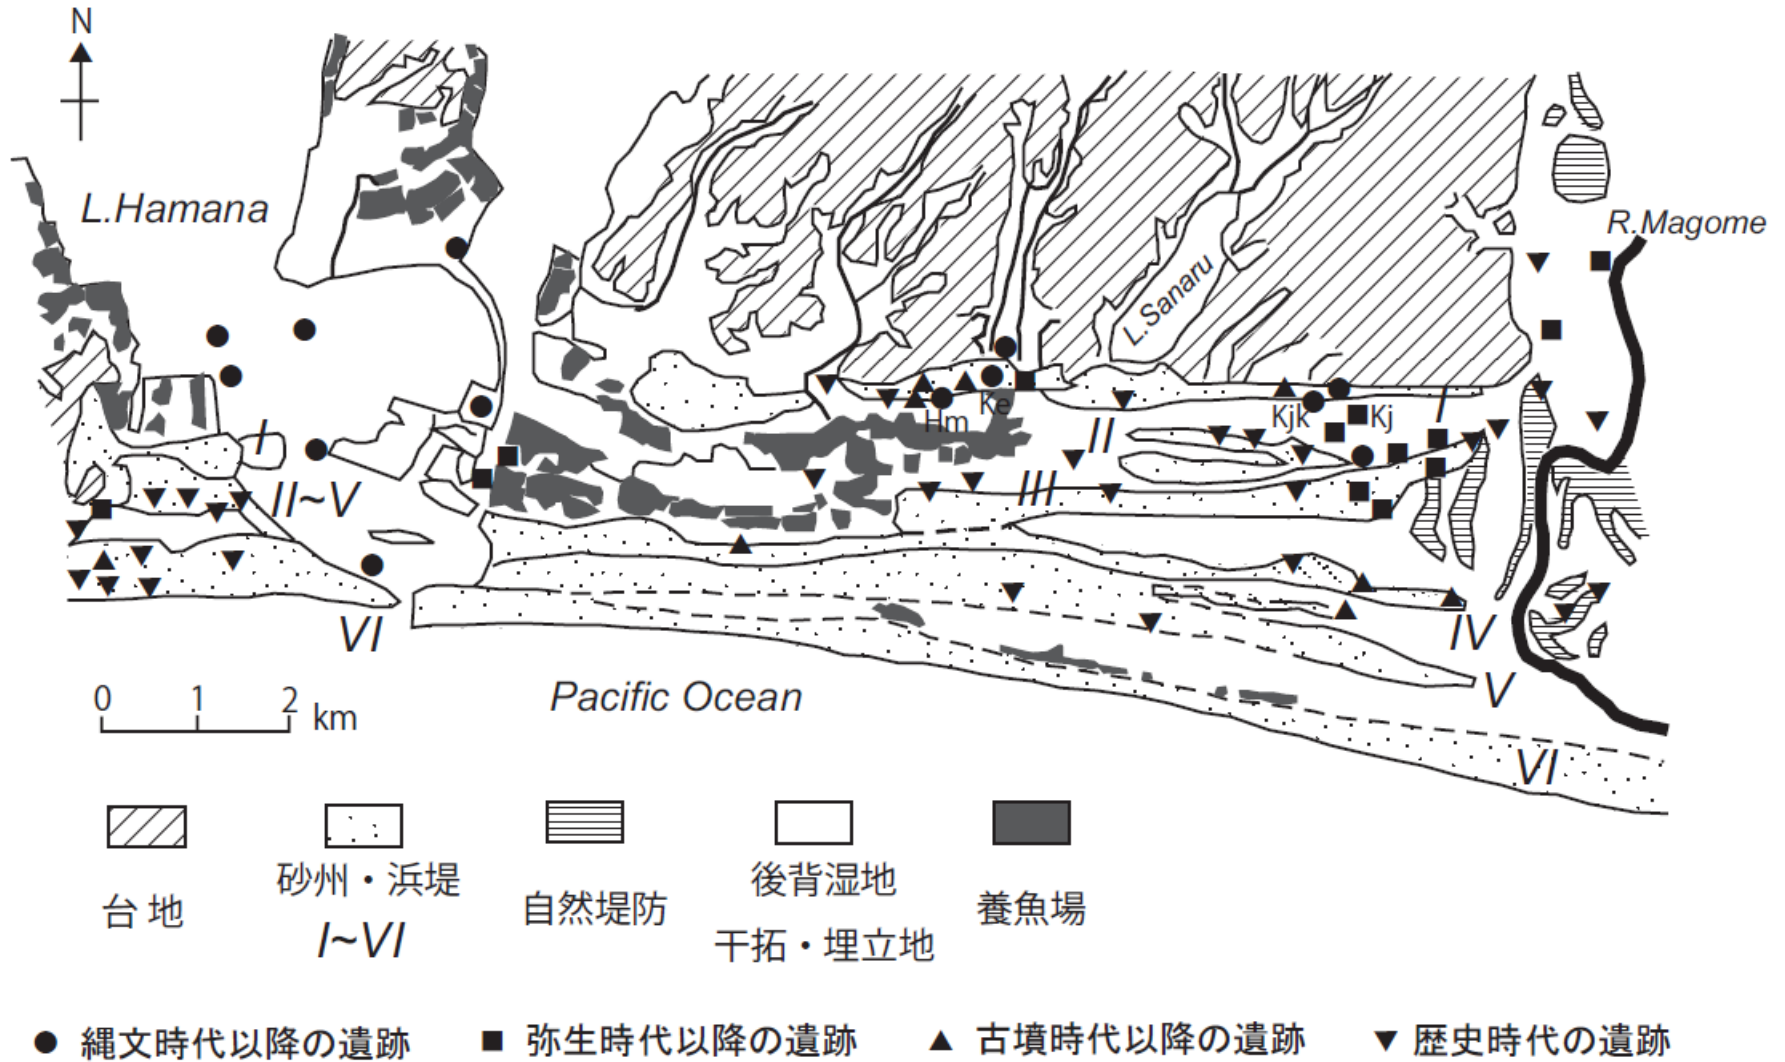 N
L.Hamana
R.Magome
L.Sanaru
Ke
Hm
Kjk
Kj
I
II
I
II~V
III
IV
VI
V
VI
Pacific Ocean
0 1 2 km
台地
砂州・浜堤
I~VI
自然堤防
後背湿地
干拓・埋立地
養魚場
● 縄文時代以降の遺跡 ■ 弥生時代以降の遺跡 ▲ 古墳時代以降の遺跡 ▼ 歴史時代の遺跡